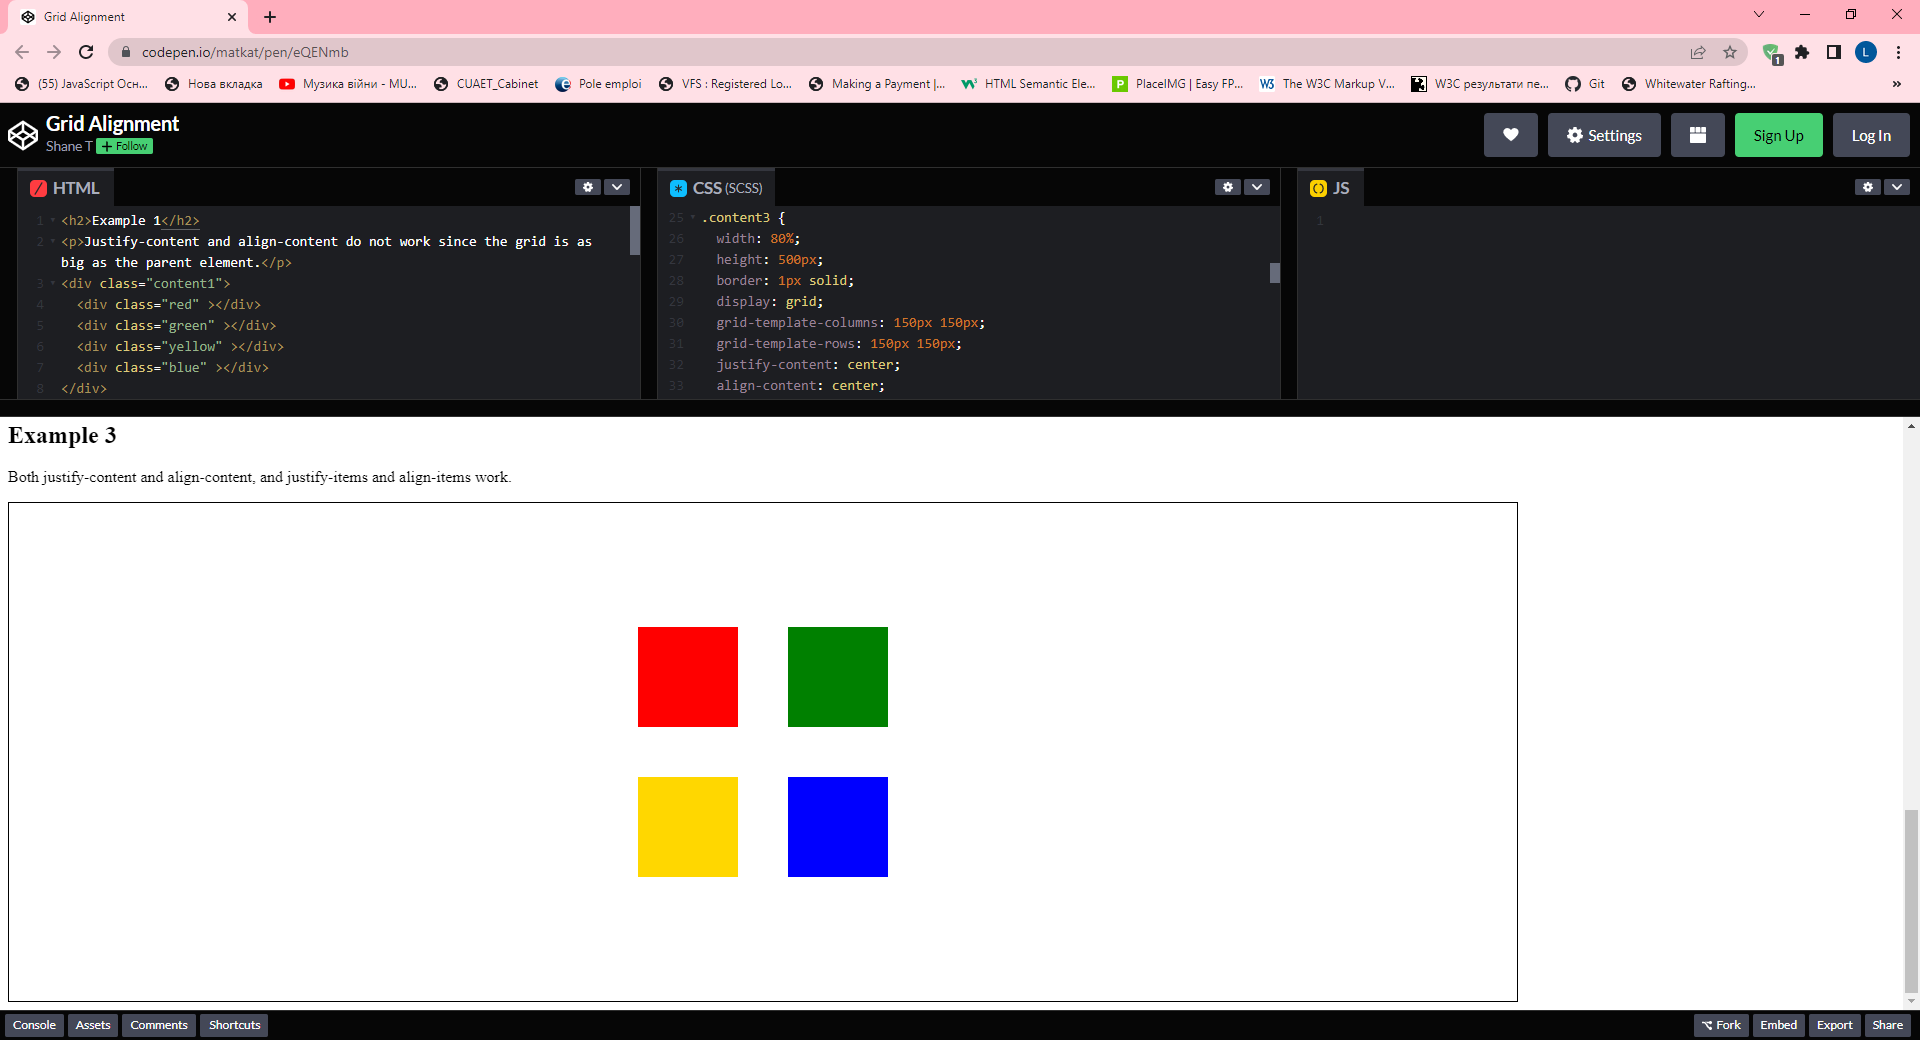 Grid Alignment
codepen.io/matkat/pen/eQENmb
1
L
(55) JavaScript Осн...
Нова вкладка
Музика війни - MU...
CUAET_Cabinet
Pole emploi
VFS : Registered Lo...
Making a Payment |...
HTML Semantic Ele...
PlaceIMG | Easy FP...
The W3C Markup V...
W3C результати пе...
Git
Whitewater Rafting...
»
Grid Alignment
Shane T + Follow
Settings
Sign Up
Log In
HTML
1 <h2>Example 1</h2>
2 <p>Justify-content and align-content do not work since the grid is as
big as the parent element.</p>
3 <div class="content1">
4 <div class="red" ></div>
5 <div class="green" ></div>
6 <div class="yellow" ></div>
7 <div class="blue" ></div>
8 </div>
CSS (SCSS)
25 .content3 {
26 width: 80%;
27 height: 500px;
28 border: 1px solid;
29 display: grid;
30 grid-template-columns: 150px 150px;
31 grid-template-rows: 150px 150px;
32 justify-content: center;
33 align-content: center;
JS
1
Example 3
Both justify-content and align-content, and justify-items and align-items work.
Console Assets Comments Shortcuts
Fork Embed Export Share